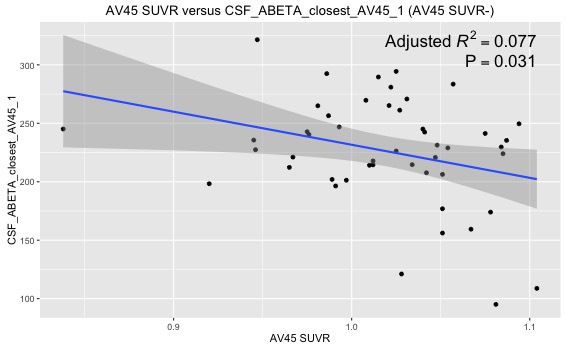 AV45 SUVR versus CSF_ABETA_closest_AV45_1 (AV45 SUVR-)
Adjusted R² = 0.077
P = 0.031
CSF_ABETA_closest_AV45_1
300
250
200
150
100
0.9
1.0
1.1
AV45 SUVR